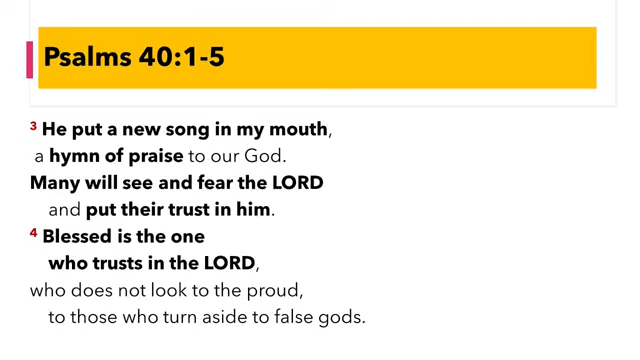 Psalms 40:1-5
3 He put a new song in my mouth,
a hymn of praise to our God.
Many will see and fear the LORD
and put their trust in him.
4 Blessed is the one
who trusts in the LORD,
who does not look to the proud,
to those who turn aside to false gods.